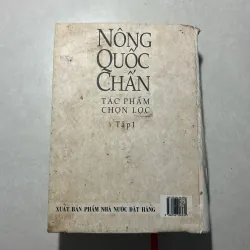 NÔNG
QUỐC
CHẤN
TÁC PHẨM
CHỌN LỌC
Tập I
XUẤT BẢN PHẨM NHÀ NƯỚC ĐẶT HÀNG